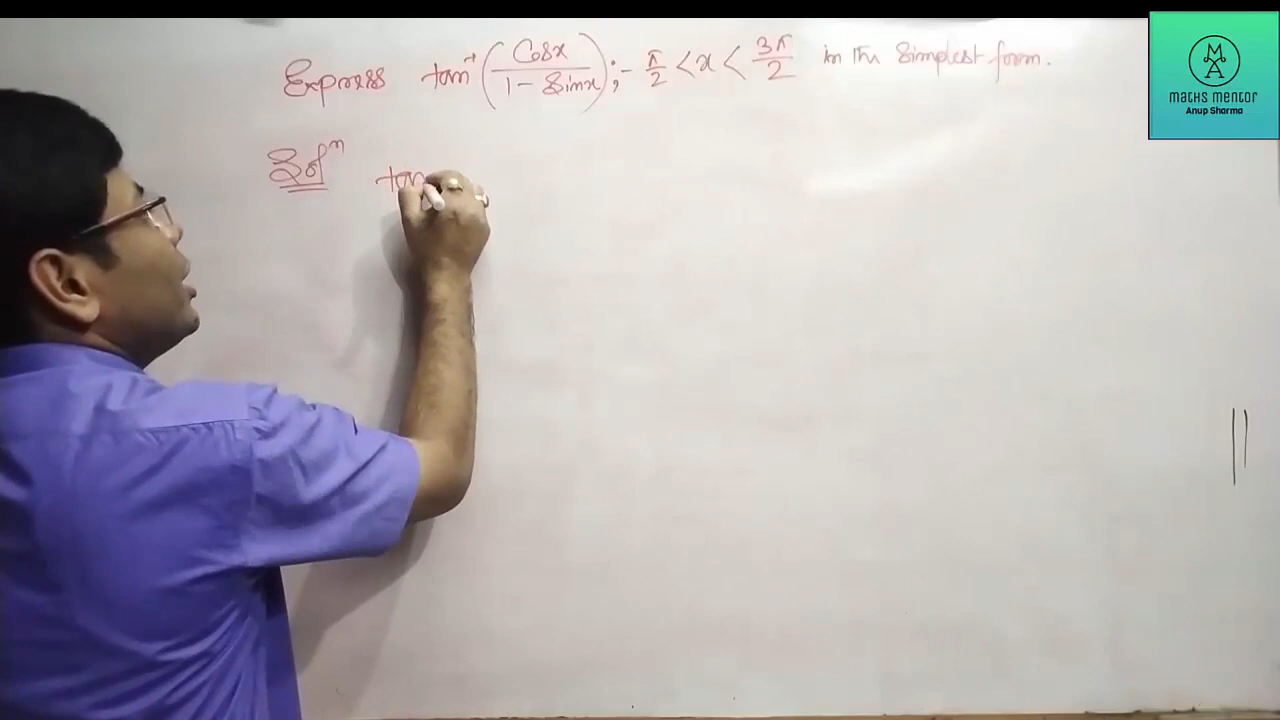 Express tan⁻¹(Cosx / 1 - Sinx) ; - π/2 < x < 3π/2 in the Simplest form.
Solⁿ tan
MATHS MENTOR
Anup Sharma